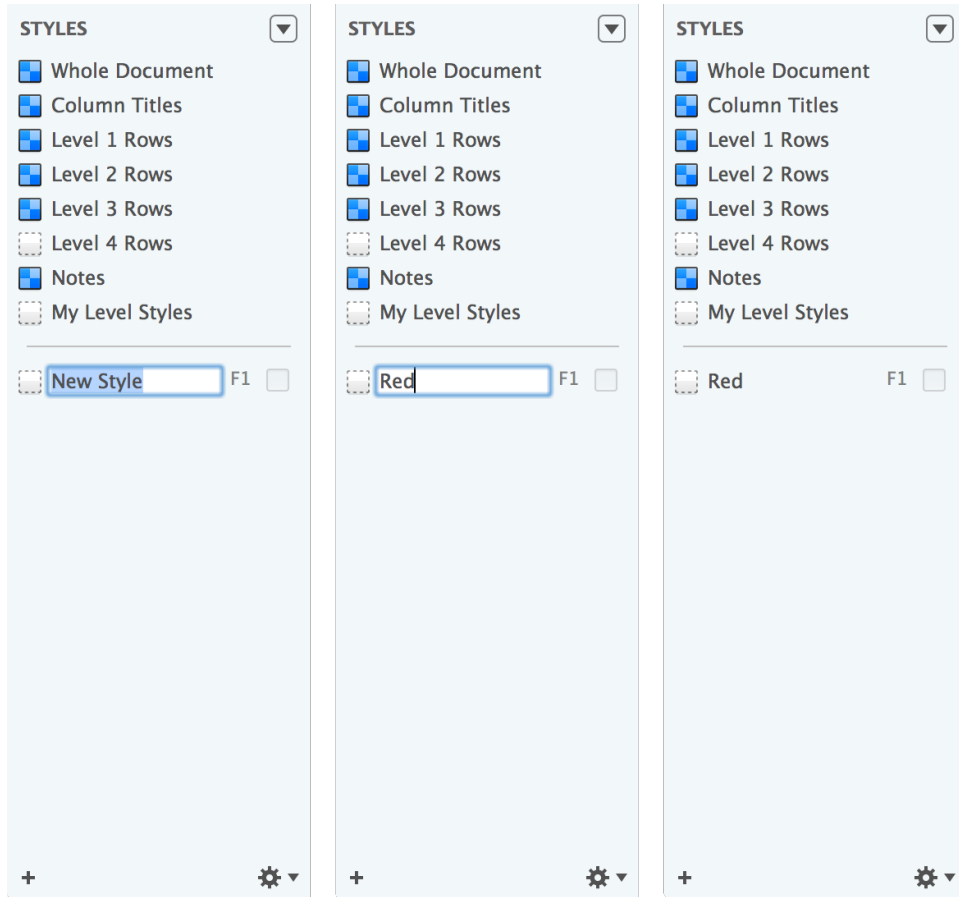 STYLES
Whole Document
Column Titles
Level 1 Rows
Level 2 Rows
Level 3 Rows
Level 4 Rows
Notes
My Level Styles
New Style F1
+
STYLES
Whole Document
Column Titles
Level 1 Rows
Level 2 Rows
Level 3 Rows
Level 4 Rows
Notes
My Level Styles
Red F1
+
STYLES
Whole Document
Column Titles
Level 1 Rows
Level 2 Rows
Level 3 Rows
Level 4 Rows
Notes
My Level Styles
Red F1
+